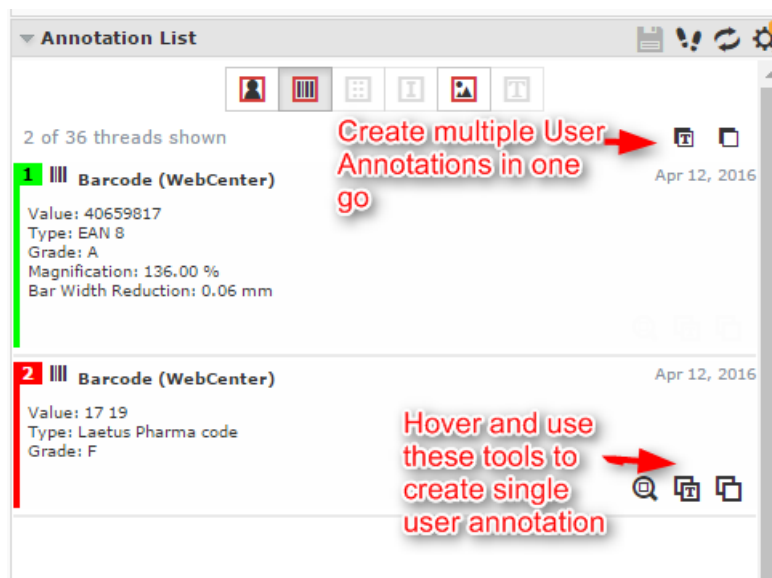 Annotation List
2 of 36 threads shown
Create multiple User
Annotations in one
go
1 Barcode (WebCenter)
Apr 12, 2016
Value: 40659817
Type: EAN 8
Grade: A
Magnification: 136.00 %
Bar Width Reduction: 0.06 mm
2 Barcode (WebCenter)
Apr 12, 2016
Value: 17 19
Type: Laetus Pharma code
Grade: F
Hover and use
these tools to
create single
user annotation